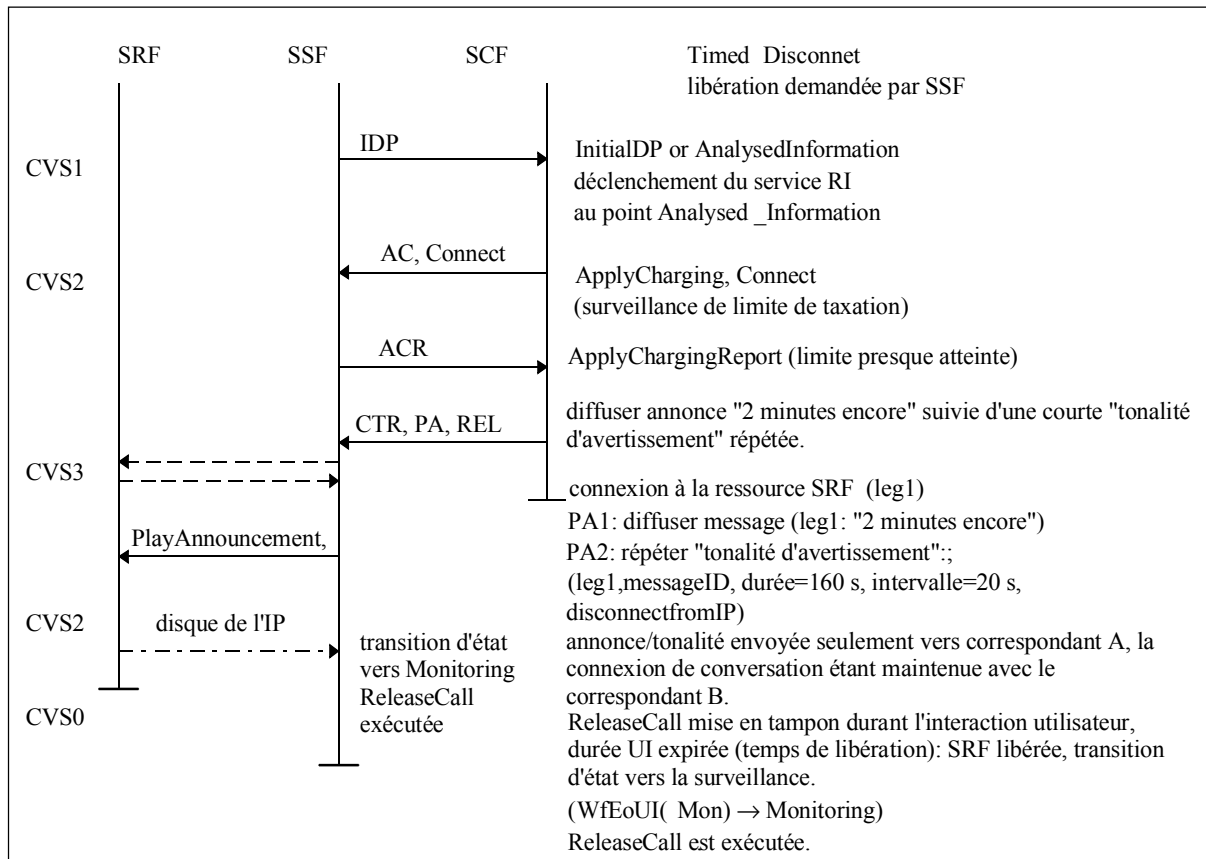 SRF SSF SCF Timed Disconnet
libération demandée par SSF
IDP
CVS1
InitialDP or AnalysedInformation
déclenchement du service RI
au point Analysed _Information
AC, Connect
CVS2
ApplyCharging, Connect
(surveillance de limite de taxation)
ACR
ApplyChargingReport (limite presque atteinte)
CTR, PA, REL
diffuser annonce "2 minutes encore" suivie d'une courte "tonalité
d'avertissement" répétée.
CVS3
connexion à la ressource SRF (leg1)
PlayAnnouncement,
PA1: diffuser message (leg1: "2 minutes encore")
PA2: répéter "tonalité d'avertissement":;
(leg1,messageID, durée=160 s, intervalle=20 s,
disconnectfromIP)
CVS2
disque de l'IP
transition d'état
vers Monitoring
ReleaseCall
exécutée
annonce/tonalité envoyée seulement vers correspondant A, la
connexion de conversation étant maintenue avec le
correspondant B.
CVS0
ReleaseCall mise en tampon durant l'interaction utilisateur,
durée UI expirée (temps de libération): SRF libérée, transition
d'état vers la surveillance.
(WfEoUI( Mon) → Monitoring)
ReleaseCall est exécutée.